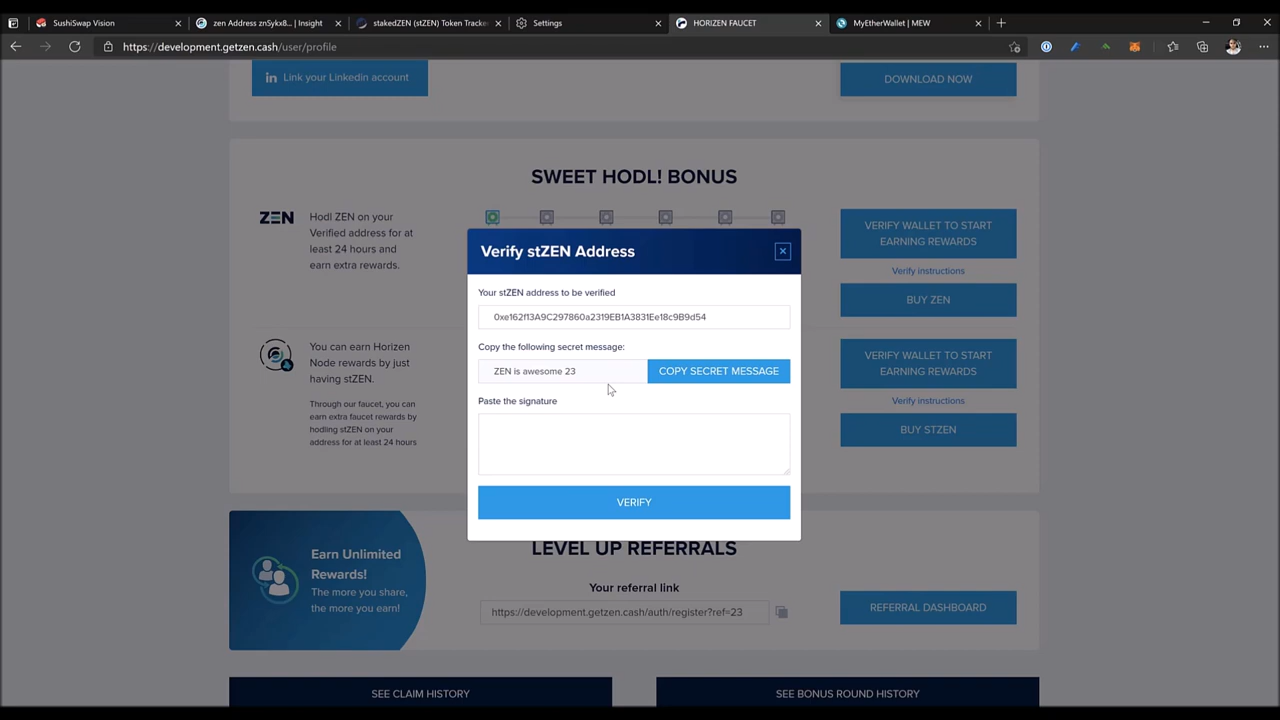 SushiSwap Vision
zen Address znSykx8... | Insight
stakedZEN (stZEN) Token Tracke
Settings
HORIZEN FAUCET
MyEtherWallet | MEW
https://development.getzen.cash/user/profile
in Link your Linkedin account
DOWNLOAD NOW
SWEET HODL! BONUS
ZEN
Hodl ZEN on your
Verified address for at
least 24 hours and
earn extra rewards.
VERIFY WALLET TO START
EARNING REWARDS
Verify instructions
BUY ZEN
Verify stZEN Address
Your stZEN address to be verified
0xe162f13A9C297860a2319EB1A3831Ee18c9B9d54
Copy the following secret message:
ZEN is awesome 23
COPY SECRET MESSAGE
Paste the signature
VERIFY
You can earn Horizen
Node rewards by just
having stZEN.
Through our faucet, you can
earn extra faucet rewards by
hodling stZEN on your
address for at least 24 hours
VERIFY WALLET TO START
EARNING REWARDS
Verify instructions
BUY STZEN
Earn Unlimited
Rewards!
The more you share,
the more you earn!
LEVEL UP REFERRALS
Your referral link
https://development.getzen.cash/auth/register?ref=23
REFERRAL DASHBOARD
SEE CLAIM HISTORY
SEE BONUS ROUND HISTORY